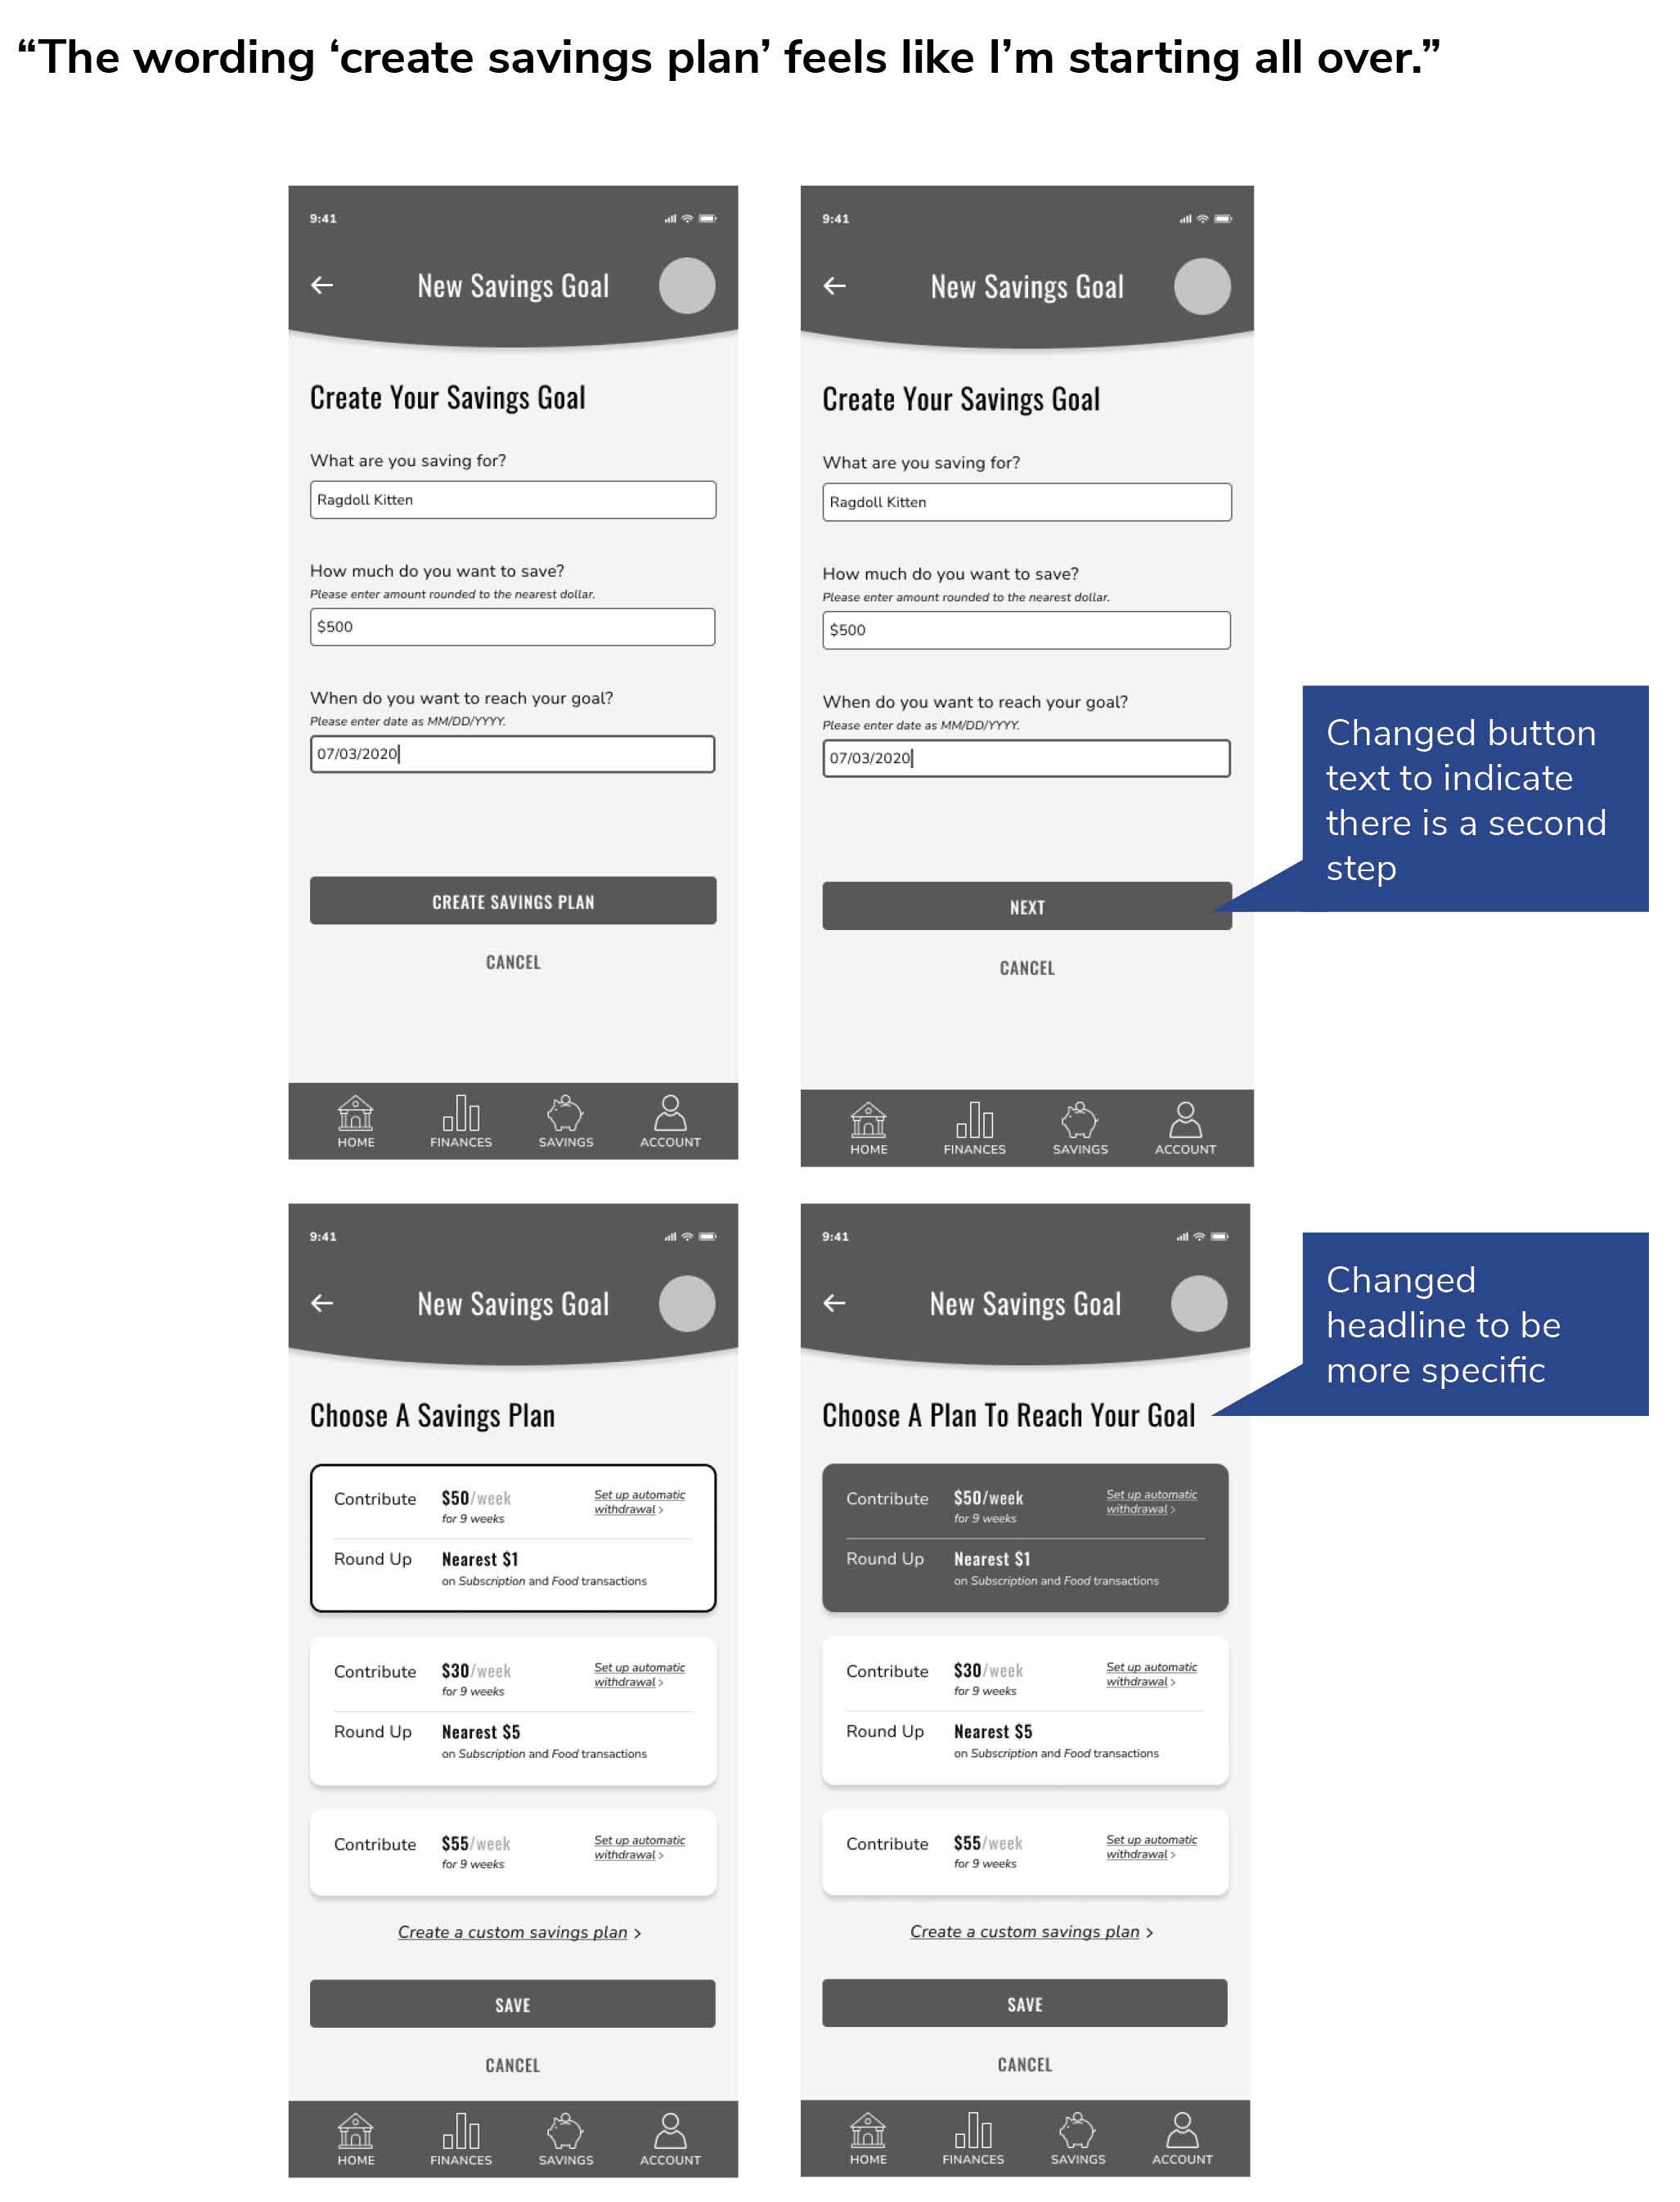 “The wording ‘create savings plan’ feels like I’m starting all over.”
9:41
New Savings Goal
Create Your Savings Goal
What are you saving for?
Ragdoll Kitten
How much do you want to save?
Please enter amount rounded to the nearest dollar.
$500
When do you want to reach your goal?
Please enter date as MM/DD/YYYY.
07/03/2020
CREATE SAVINGS PLAN
CANCEL
HOME FINANCES SAVINGS ACCOUNT
9:41
New Savings Goal
Create Your Savings Goal
What are you saving for?
Ragdoll Kitten
How much do you want to save?
Please enter amount rounded to the nearest dollar.
$500
When do you want to reach your goal?
Please enter date as MM/DD/YYYY.
07/03/2020
NEXT
CANCEL
HOME FINANCES SAVINGS ACCOUNT
Changed button
text to indicate
there is a second
step
9:41
New Savings Goal
Choose A Savings Plan
Contribute $50/week Set up automatic
for 9 weeks withdrawal >
Round Up Nearest $1
on Subscription and Food transactions
Contribute $30/week Set up automatic
for 9 weeks withdrawal >
Round Up Nearest $5
on Subscription and Food transactions
Contribute $55/week Set up automatic
for 9 weeks withdrawal >
Create a custom savings plan >
SAVE
CANCEL
HOME FINANCES SAVINGS ACCOUNT
9:41
New Savings Goal
Choose A Plan To Reach Your Goal
Contribute $50/week Set up automatic
for 9 weeks withdrawal >
Round Up Nearest $1
on Subscription and Food transactions
Contribute $30/week Set up automatic
for 9 weeks withdrawal >
Round Up Nearest $5
on Subscription and Food transactions
Contribute $55/week Set up automatic
for 9 weeks withdrawal >
Create a custom savings plan >
SAVE
CANCEL
HOME FINANCES SAVINGS ACCOUNT
Changed
headline to be
more specific